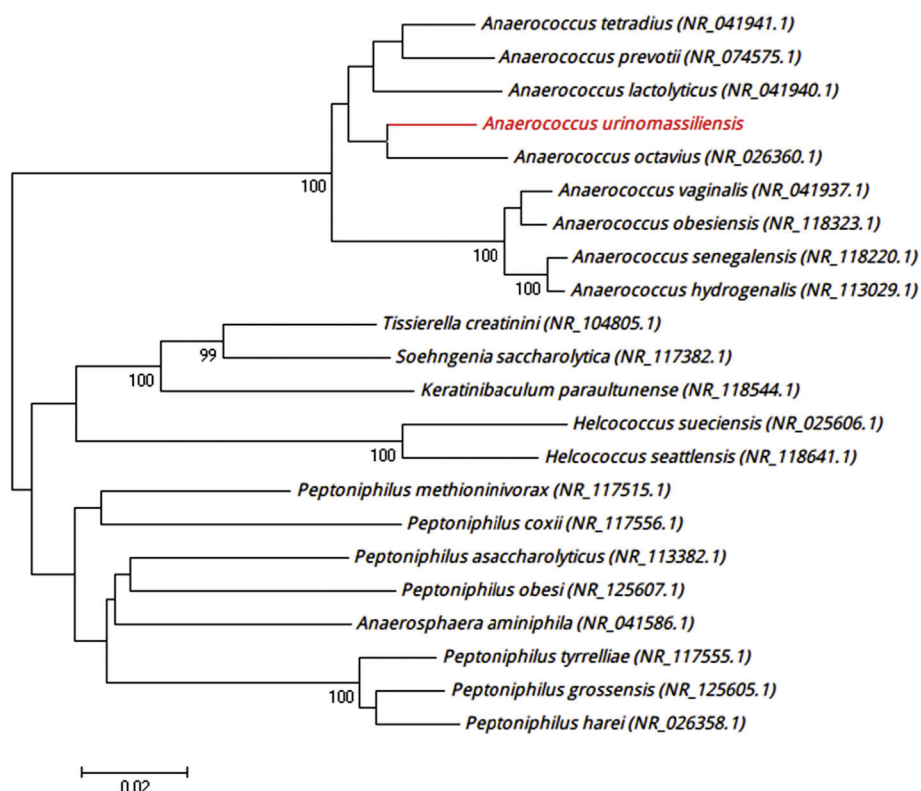 Anaerococcus tetradius (NR_041941.1)
Anaerococcus prevotii (NR_074575.1)
Anaerococcus lactolyticus (NR_041940.1)
Anaerococcus urinomassiliensis
Anaerococcus octavius (NR_026360.1)
100
Anaerococcus vaginalis (NR_041937.1)
Anaerococcus obesiensis (NR_118323.1)
100
Anaerococcus senegalensis (NR_118220.1)
100
Anaerococcus hydrogenalis (NR_113029.1)
Tissierella creatinini (NR_104805.1)
99
Soehngenia saccharolytica (NR_117382.1)
100
Keratinibaculum paraultunense (NR_118544.1)
Helcococcus sueciensis (NR_025606.1)
100
Helcococcus seattlensis (NR_118641.1)
Peptoniphilus methioninivorax (NR_117515.1)
Peptoniphilus coxii (NR_117556.1)
Peptoniphilus asaccharolyticus (NR_113382.1)
Peptoniphilus obesi (NR_125607.1)
Anaerosphaera aminiphila (NR_041586.1)
Peptoniphilus tyrrelliae (NR_117555.1)
100
Peptoniphilus grossensis (NR_125605.1)
Peptoniphilus harei (NR_026358.1)
0.02